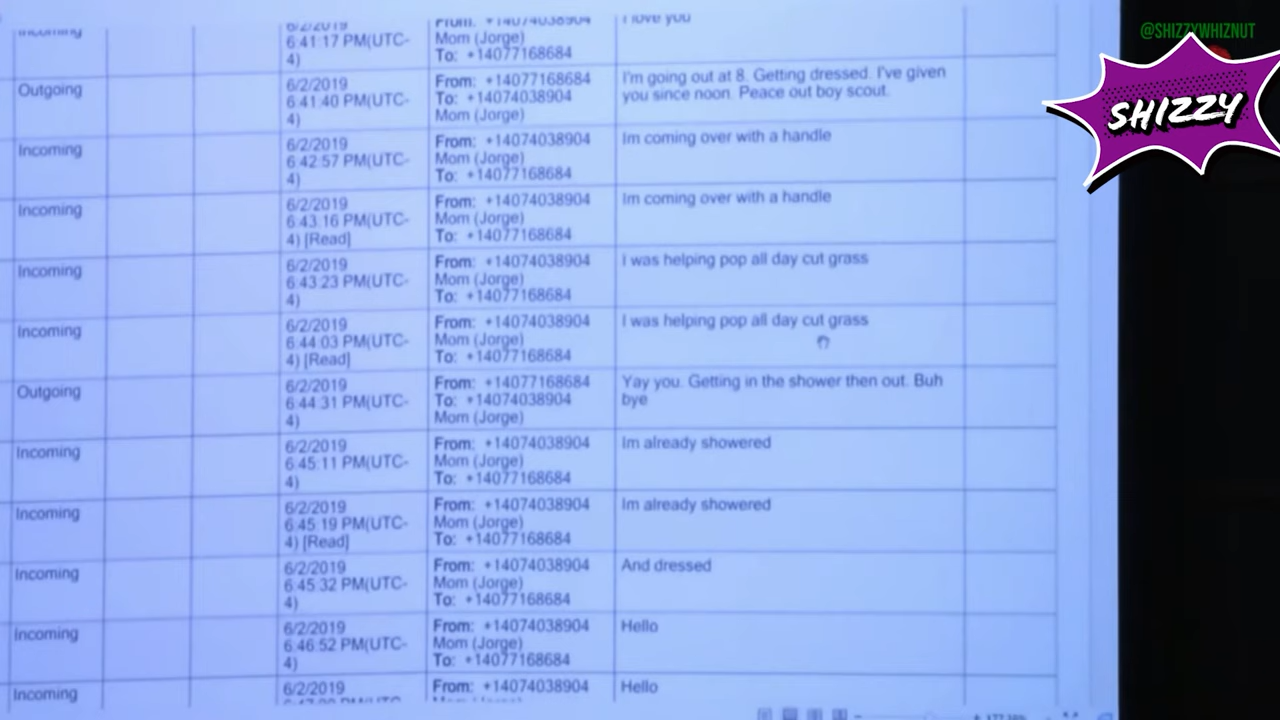 @SHIZZYWHIZNUT
SHIZZY
Incoming
6/2/2019
6:41:17 PM(UTC-
4)
From: +14074038904
Mom (Jorge)
To: +14077168684
I love you
Outgoing
6/2/2019
6:41:40 PM(UTC-
4)
From: +14077168684
To: +14074038904
Mom (Jorge)
I'm going out at 8. Getting dressed. I've given
you since noon. Peace out boy scout.
Incoming
6/2/2019
6:42:57 PM(UTC-
4)
From: +14074038904
Mom (Jorge)
To: +14077168684
Im coming over with a handle
Incoming
6/2/2019
6:43:16 PM(UTC-
4) [Read]
From: +14074038904
Mom (Jorge)
To: +14077168684
Im coming over with a handle
Incoming
6/2/2019
6:43:23 PM(UTC-
4)
From: +14074038904
Mom (Jorge)
To: +14077168684
I was helping pop all day cut grass
Incoming
6/2/2019
6:44:03 PM(UTC-
4) [Read]
From: +14074038904
Mom (Jorge)
To: +14077168684
I was helping pop all day cut grass
Outgoing
6/2/2019
6:44:31 PM(UTC-
4)
From: +14077168684
To: +14074038904
Mom (Jorge)
Yay you. Getting in the shower then out. Buh
bye
Incoming
6/2/2019
6:45:11 PM(UTC-
4)
From: +14074038904
Mom (Jorge)
To: +14077168684
Im already showered
Incoming
6/2/2019
6:45:19 PM(UTC-
4) [Read]
From: +14074038904
Mom (Jorge)
To: +14077168684
Im already showered
Incoming
6/2/2019
6:45:32 PM(UTC-
4)
From: +14074038904
Mom (Jorge)
To: +14077168684
And dressed
Incoming
6/2/2019
6:46:52 PM(UTC-
4)
From: +14074038904
Mom (Jorge)
To: +14077168684
Hello
Incoming
6/2/2019
From: +14074038904
Hello